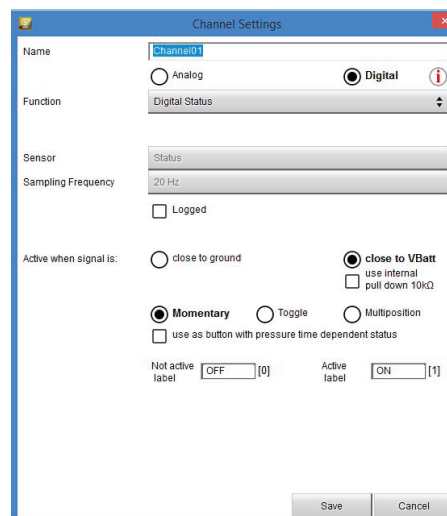 Channel Settings
Name
Channel01
Analog
Digital
i
Function
Digital Status
Sensor
Status
Sampling Frequency
20 Hz
Logged
Active when signal is:
close to ground
close to VBatt
use internal
pull down 10kΩ
Momentary
Toggle
Multiposition
use as button with pressure time dependent status
Not active
label
OFF
[0]
Active
label
ON
[1]
Save
Cancel